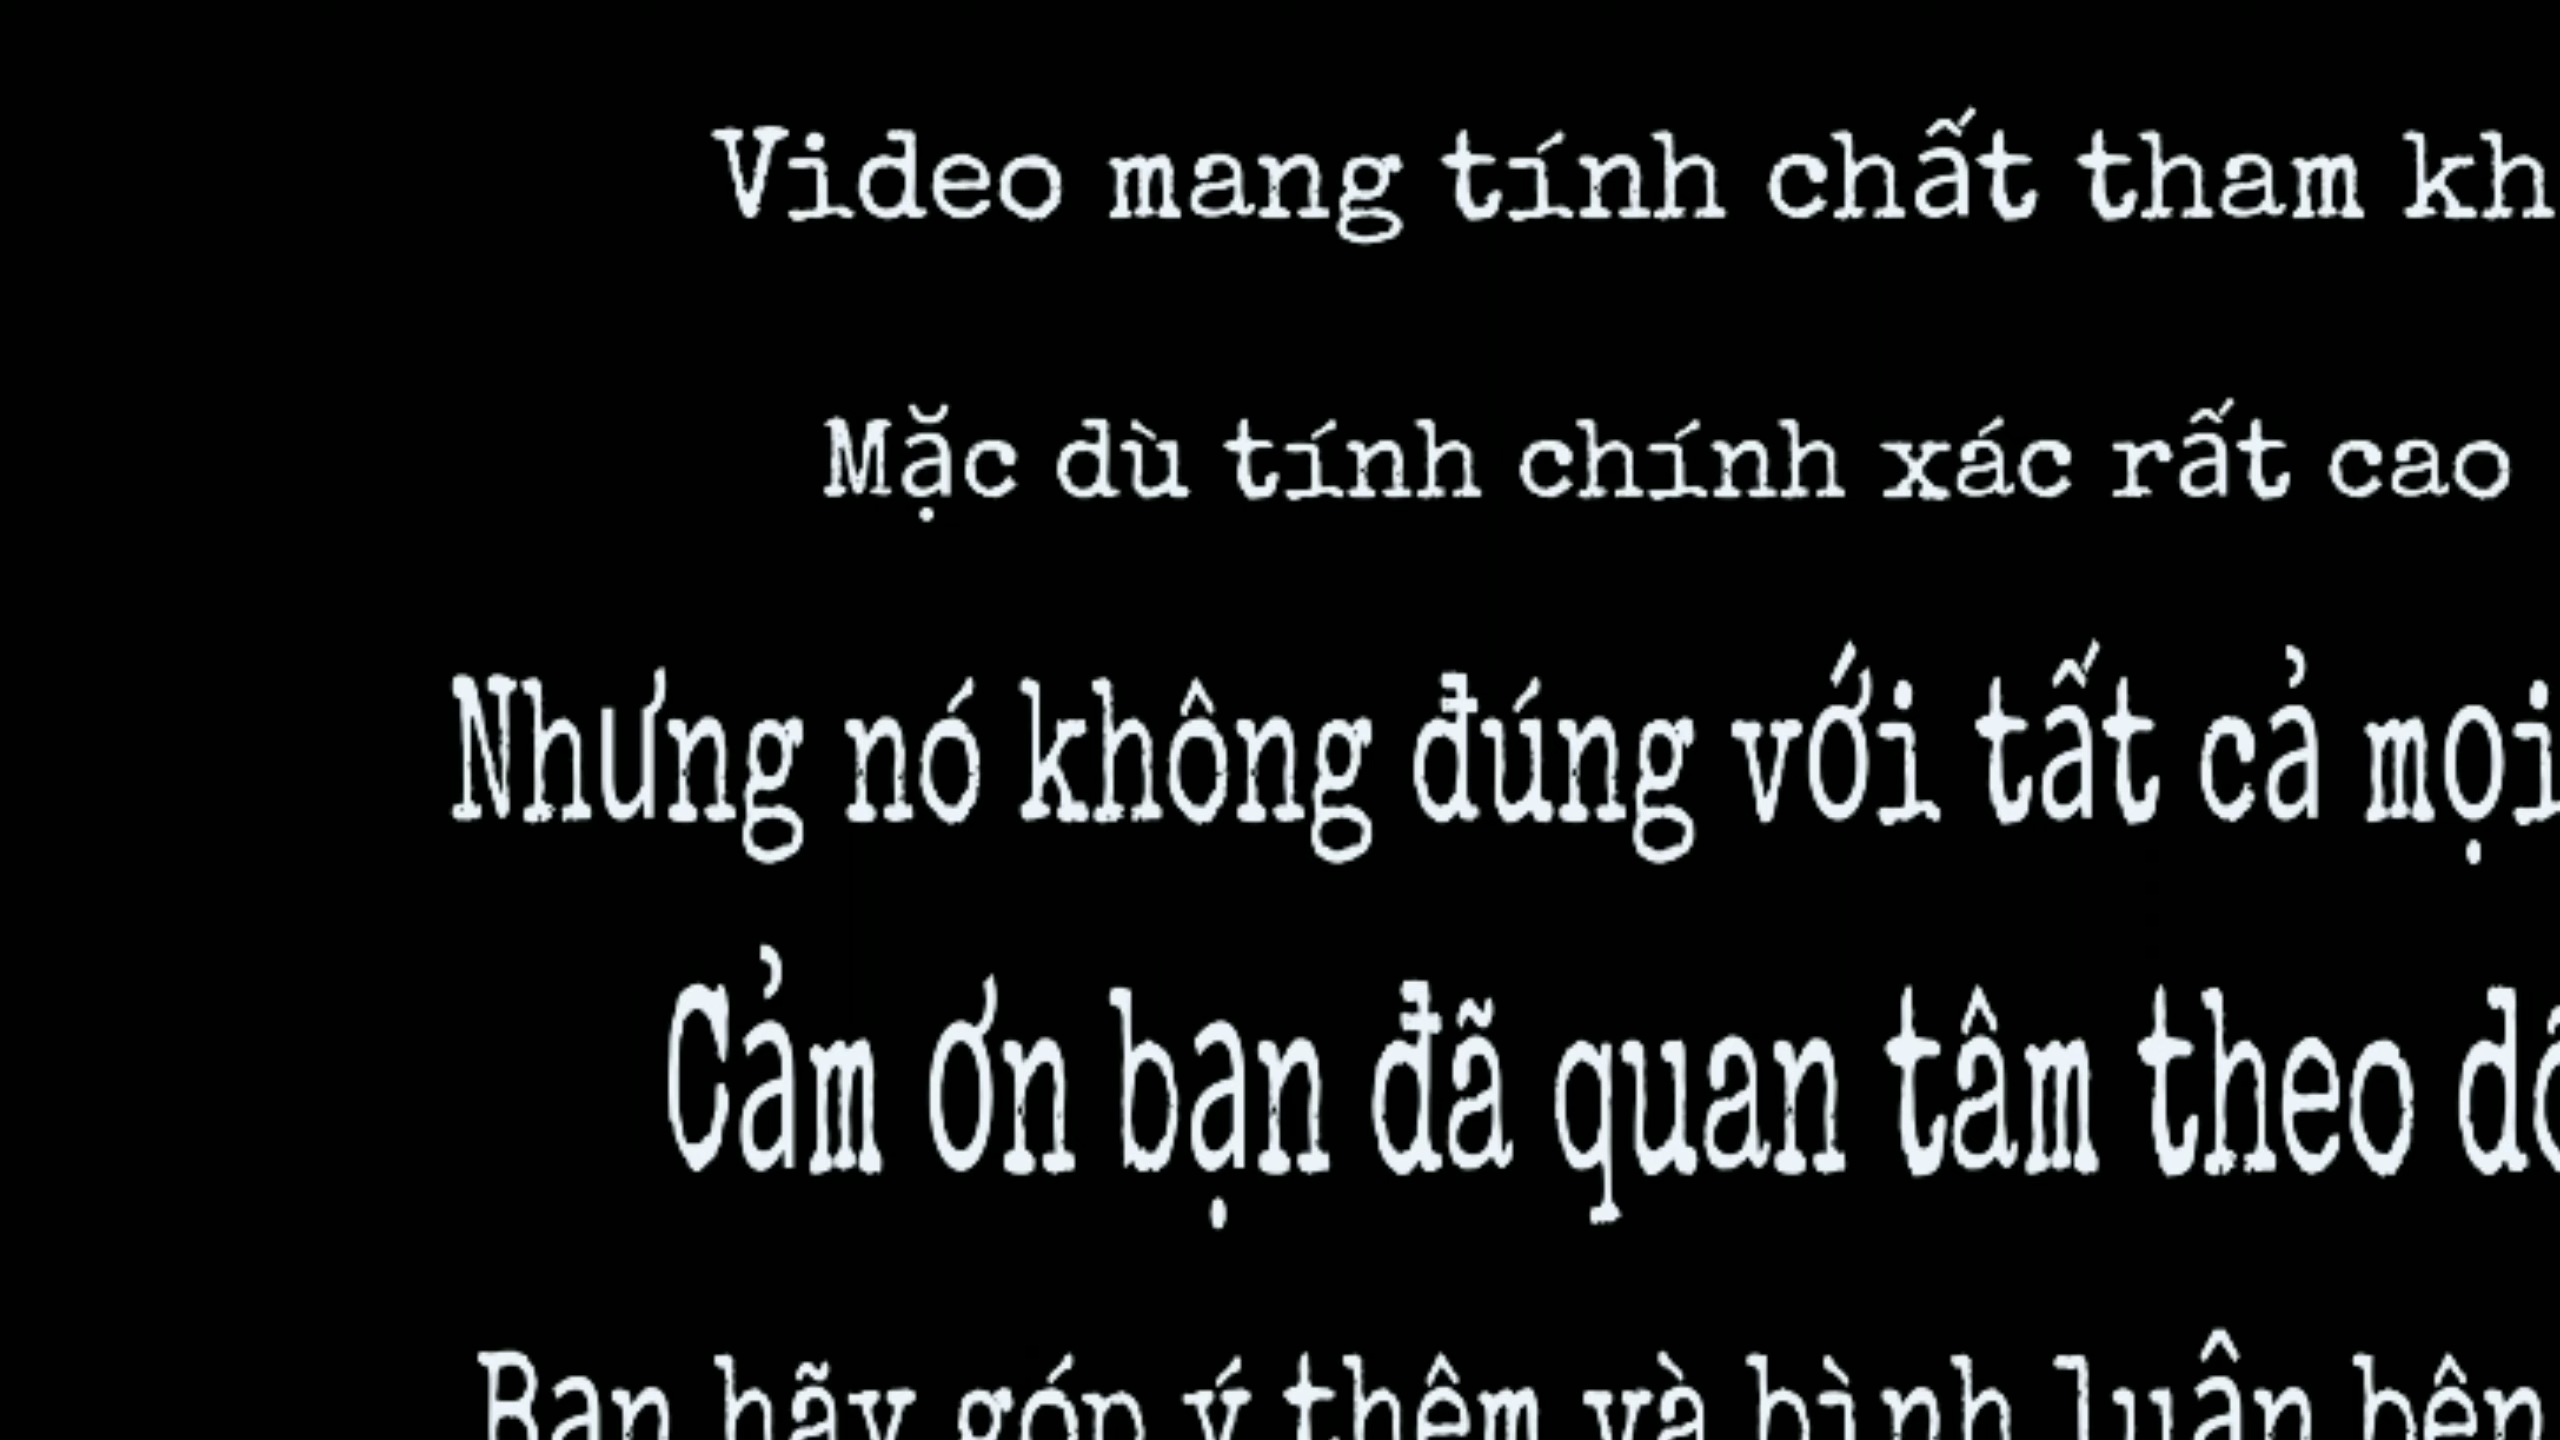 Video mang tính chất tham kh
Mặc dù tính chính xác rất cao
Nhưng nó không đúng với tất cả mọi
Cảm ơn bạn đã quan tâm theo dõ
Bạn hãy góp ý thêm và bình luận bên